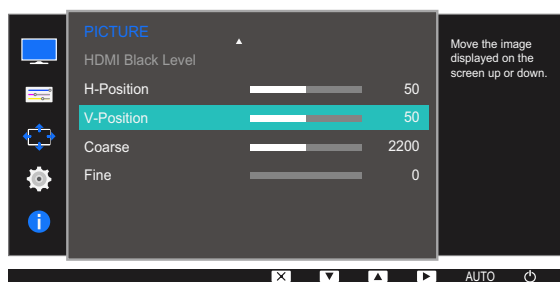 PICTURE
HDMI Black Level
H-Position 50
V-Position 50
Coarse 2200
Fine 0
Move the image
displayed on the
screen up or down.
AUTO